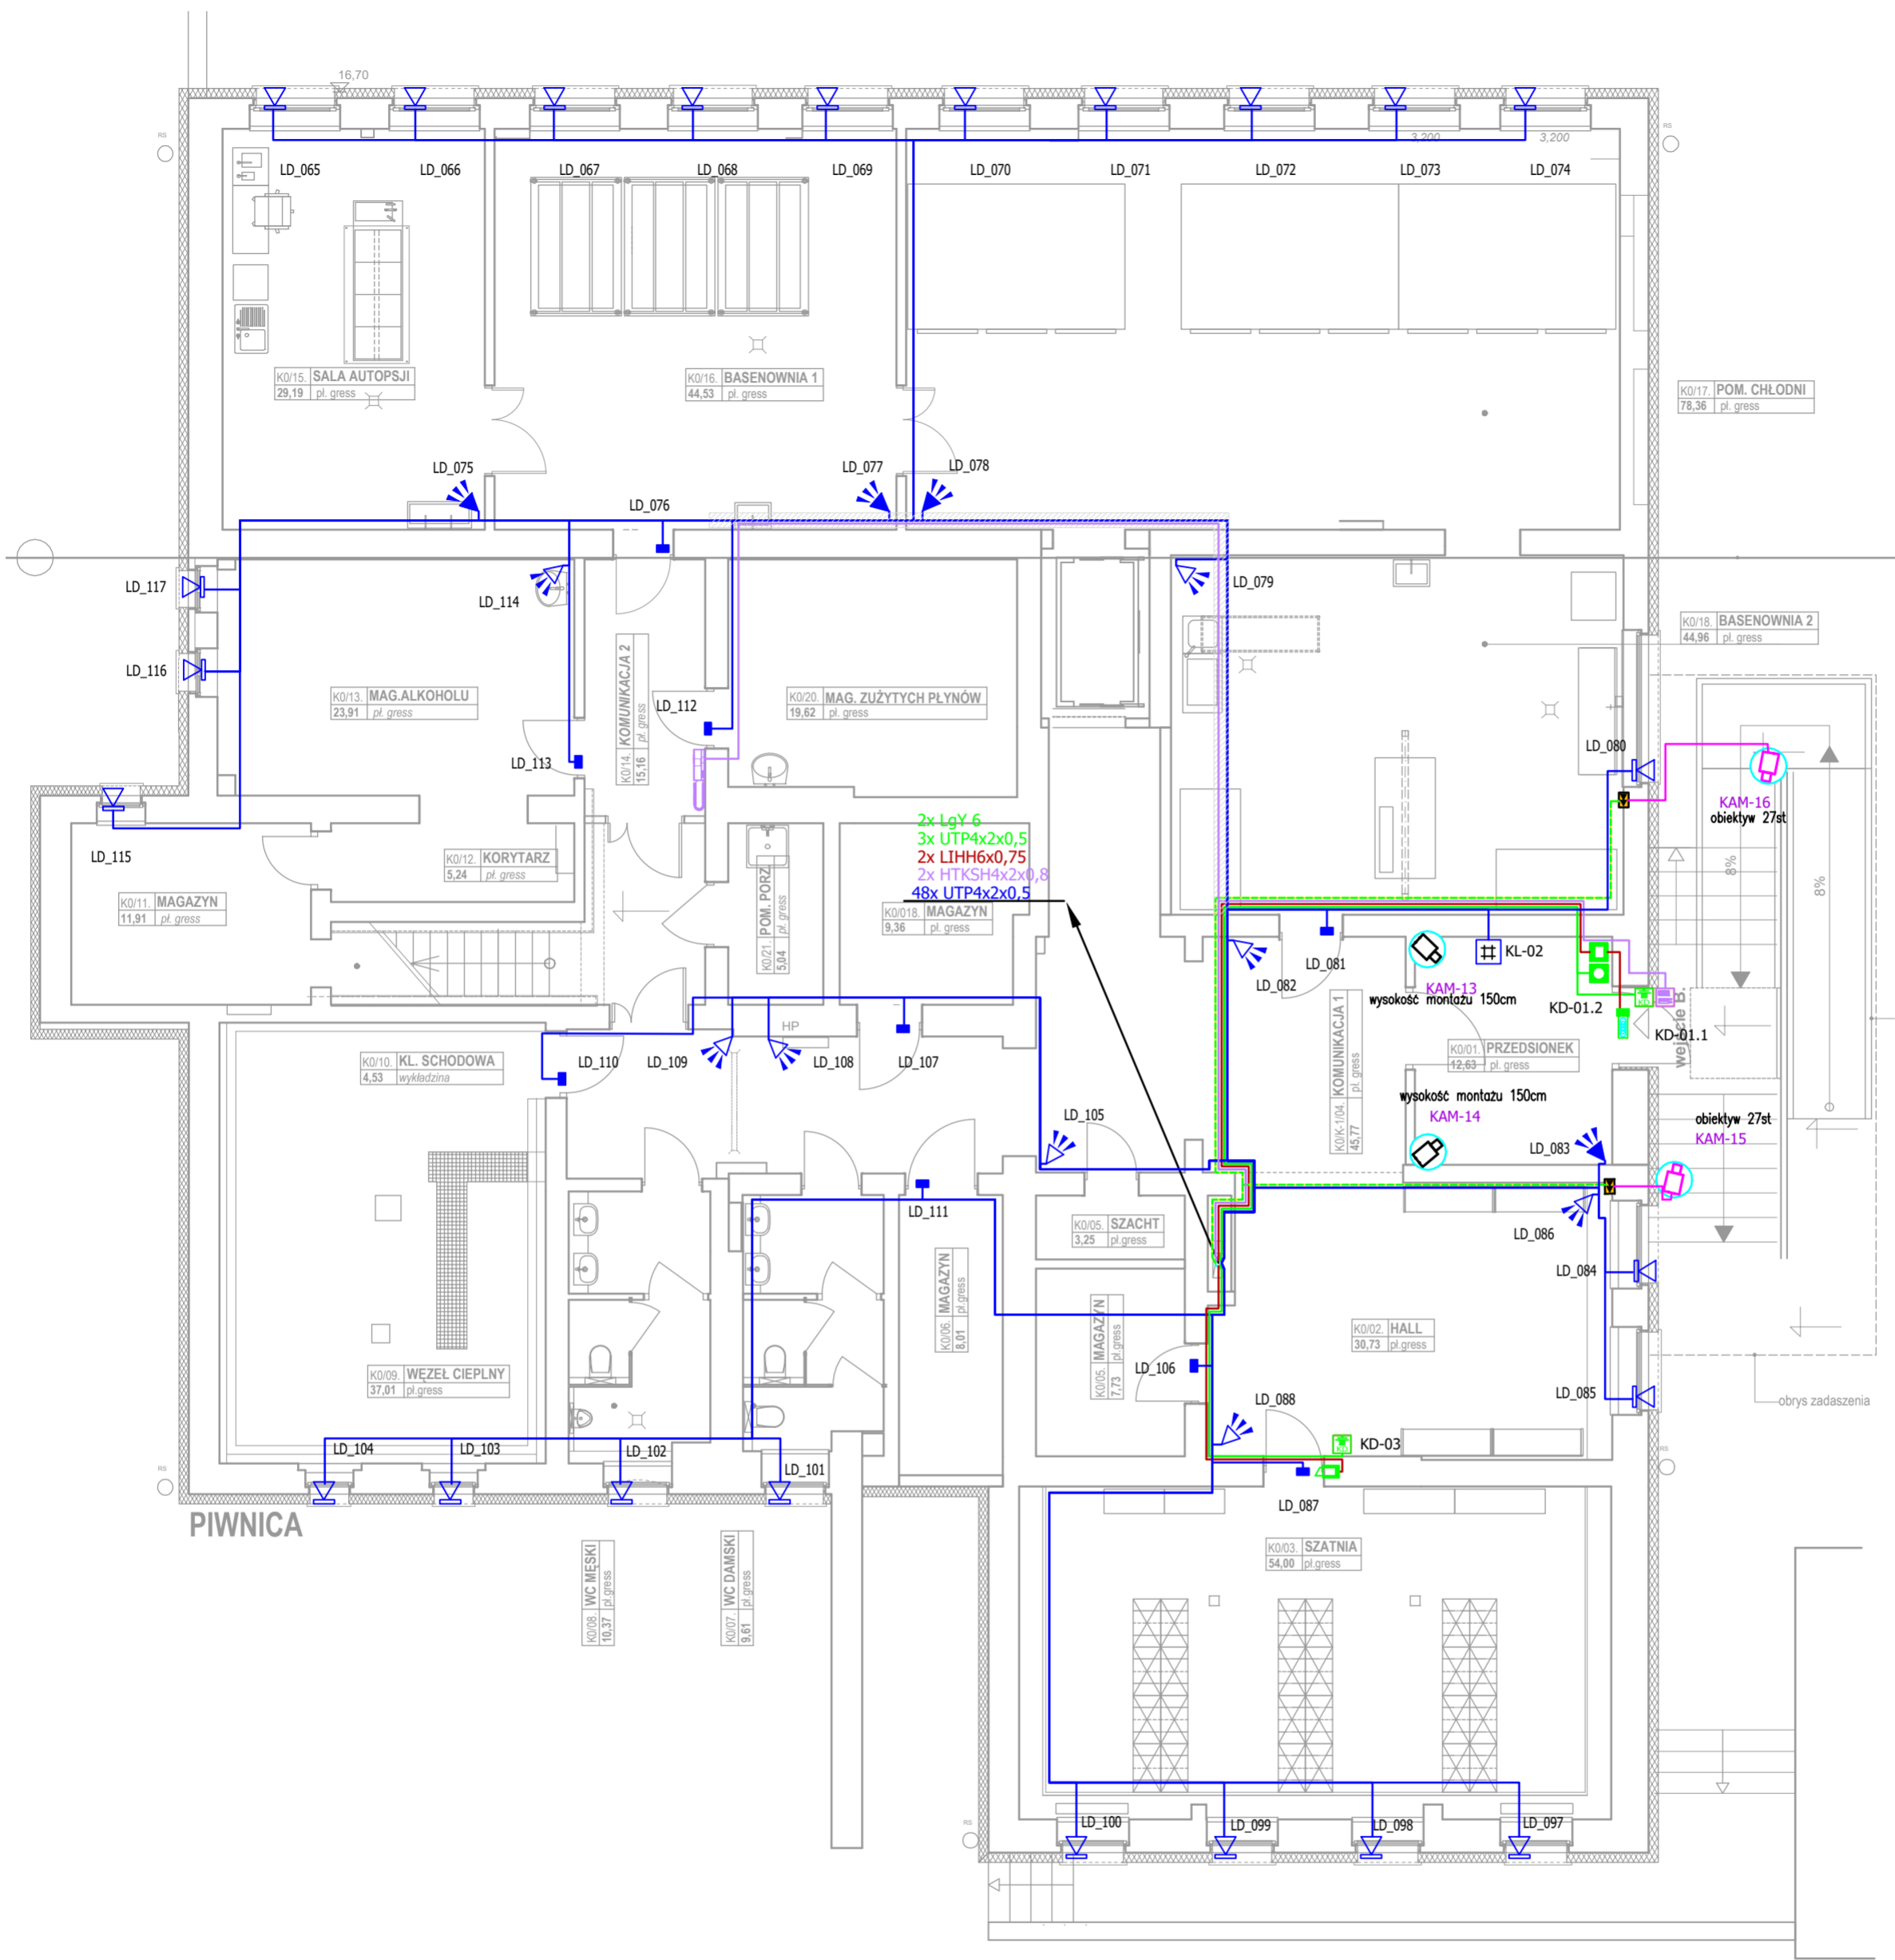 16,70
RS
RS
3,200
3,200
LD_065
LD_066
LD_067
LD_068
LD_069
LD_070
LD_071
LD_072
LD_073
LD_074
K0/15. SALA AUTOPSJI
29,19 pł. gress
K0/16. BASENOWNIA 1
44,53 pł. gress
K0/17. POM. CHŁODNI
78,36 pł. gress
LD_075
LD_076
LD_077
LD_078
LD_117
LD_114
LD_079
LD_116
K0/18. BASENOWNIA 2
44,96 pł. gress
K0/13. MAG.ALKOHOLU
23,91 pł. gress
K0/14. KOMUNIKACJA 2
15,16 pł. gress
K0/20. MAG. ZUŻYTYCH PŁYNÓW
19,62 pł. gress
LD_112
LD_113
LD_080
KAM-16
obiektyw 27st
2x LgY 6
3x UTP4x2x0,5
2x LIHH6x0,75
2x HTKSH4x2x0,8
48x UTP4x2x0,5
LD_115
K0/12. KORYTARZ
5,24 pł. gress
K0/11. MAGAZYN
11,91 pł. gress
K0/21. POM. PORZ
5,04 pł. gress
K0/018. MAGAZYN
9,36 pł. gress
8%
8%
LD_082
LD_081
KL-02
KAM-13
wysokość montażu 150cm
KD
KD-01.2
KD-01.1
wejście B.
HP
K0/10. KL. SCHODOWA
4,53 wykładzina
LD_110
LD_109
LD_108
LD_107
K0/01. PRZEDSIONEK
12,63 pł. gress
K0/K-1/04. KOMUNIKACJA 1
45,77 pł. gress
wysokość montażu 150cm
KAM-14
LD_105
LD_083
obiektyw 27st
KAM-15
LD_111
K0/05. SZACHT
3,25 pł.gress
LD_086
LD_084
K0/06. MAGAZYN
8,01 pł.gress
K0/05. MAGAZYN
7,73 pł.gress
K0/02. HALL
30,73 pł.gress
LD_106
K0/09. WĘZEŁ CIEPLNY
37,01 pł.gress
LD_088
LD_085
obrys zadaszenia
KD
KD-03
LD_104
LD_103
LD_102
LD_101
RS
RS
LD_087
PIWNICA
K0/08. WC MĘSKI
10,37 pł.gress
K0/07. WC DAMSKI
9,61 pł.gress
K0/03. SZATNIA
54,00 pł.gress
RS
LD_100
LD_099
LD_098
LD_097